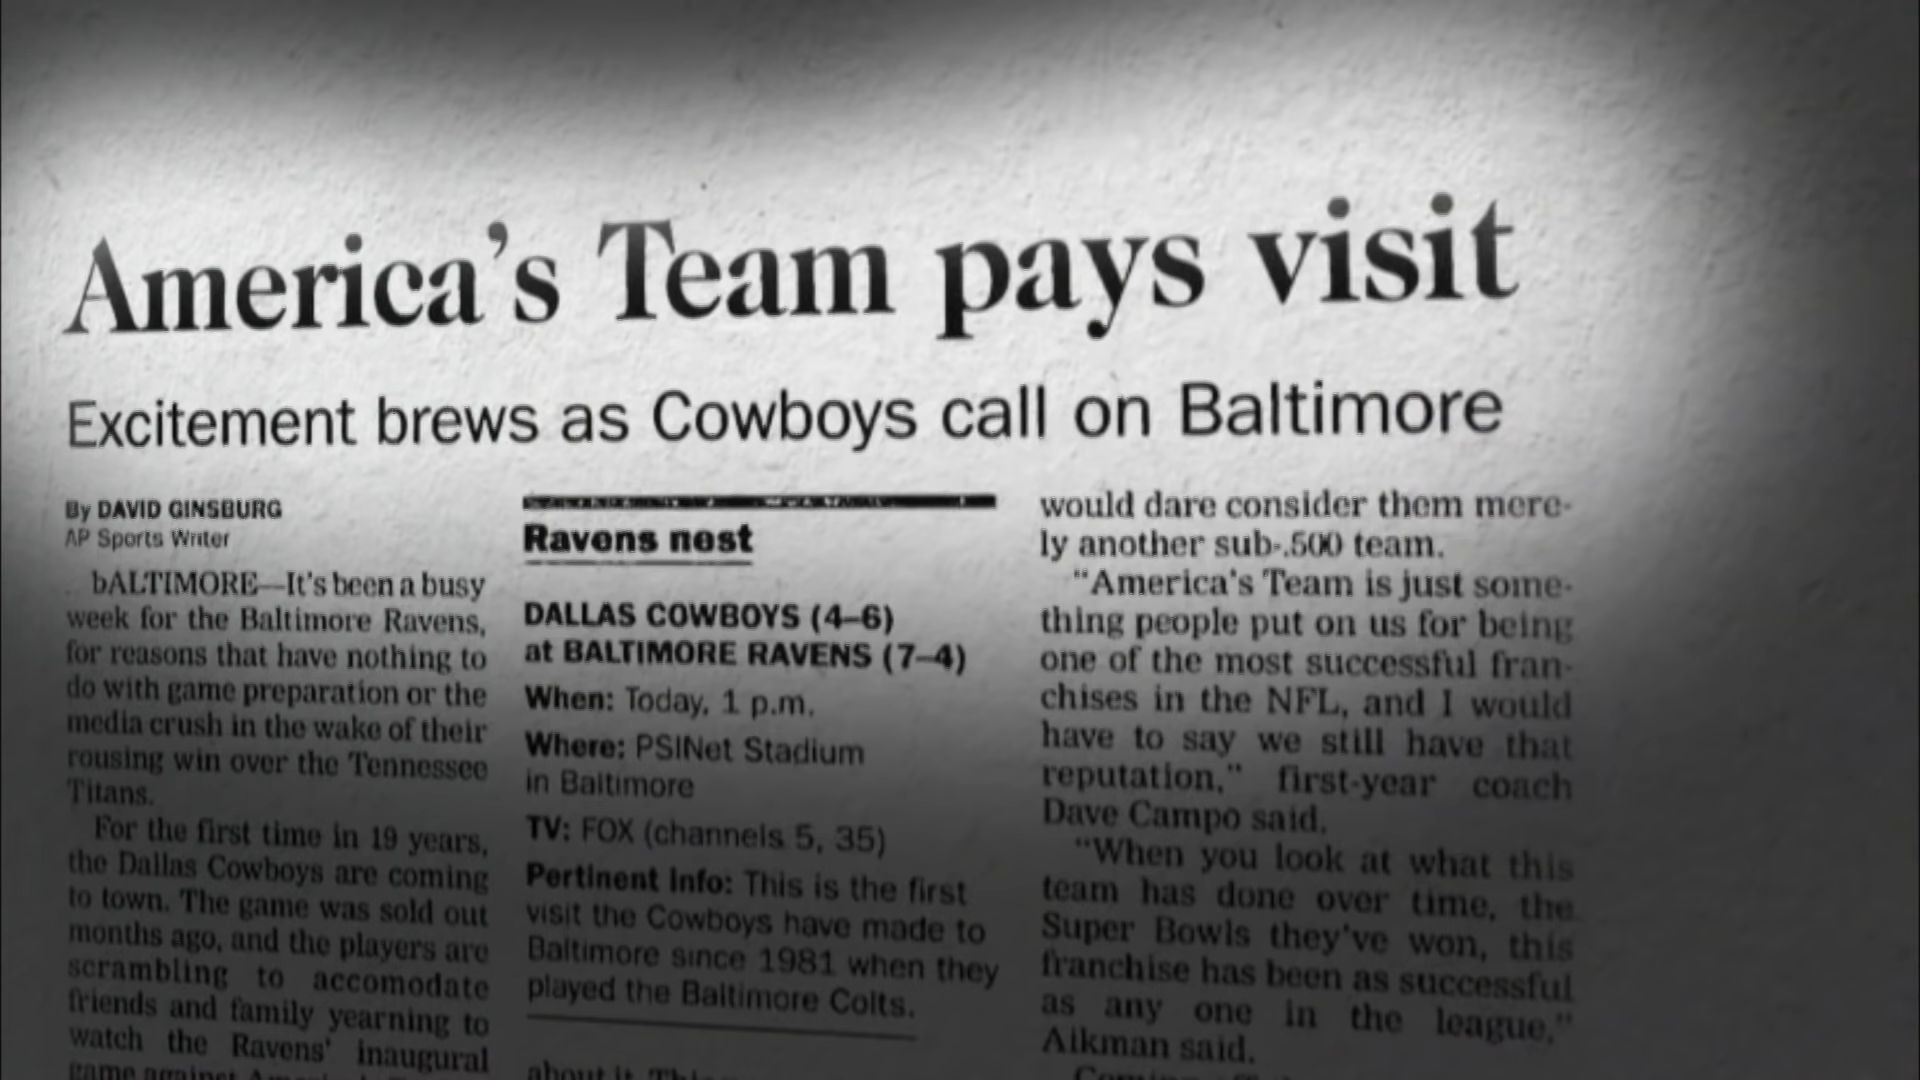 America's Team pays visit
Excitement brews as Cowboys call on Baltimore
By DAVID GINSBURG
AP Sports Writer
bALTIMORE—It's been a busy
week for the Baltimore Ravens,
for reasons that have nothing to
do with game preparation or the
media crush in the wake of their
rousing win over the Tennessee
Titans.
For the first time in 19 years,
the Dallas Cowboys are coming
to town. The game was sold out
months ago, and the players are
scrambling to accomodate
friends and family yearning to
watch the Ravens' inaugural
game against
Ravens nest
DALLAS COWBOYS (4–6)
at BALTIMORE RAVENS (7–4)
When: Today, 1 p.m.
Where: PSINet Stadium
in Baltimore
TV: FOX (channels 5, 35)
Pertinent Info: This is the first
visit the Cowboys have made to
Baltimore since 1981 when they
played the Baltimore Colts.
about it.
would dare consider them mere-
ly another sub-.500 team.
"America's Team is just some-
thing people put on us for being
one of the most successful fran-
chises in the NFL, and I would
have to say we still have that
reputation," first-year coach
Dave Campo said.
"When you look at what this
team has done over time, the
Super Bowls they've won, this
franchise has been as successful
as any one in the league,"
Aikman said.